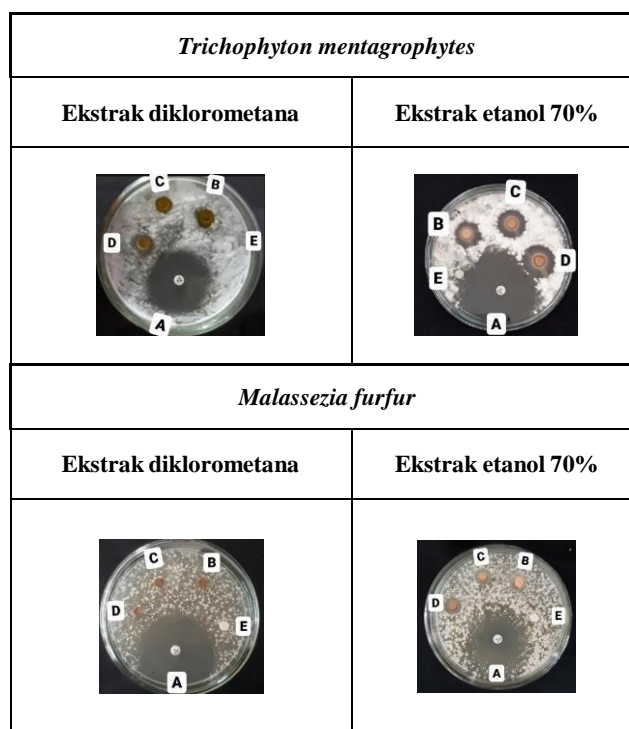 Trichophyton mentagrophytes
Ekstrak diklorometana Ekstrak etanol 70%
C B
D E
A
C
B
D
E
A
Malassezia furfur
Ekstrak diklorometana Ekstrak etanol 70%
C B
D
E
A
C B
D
E
A